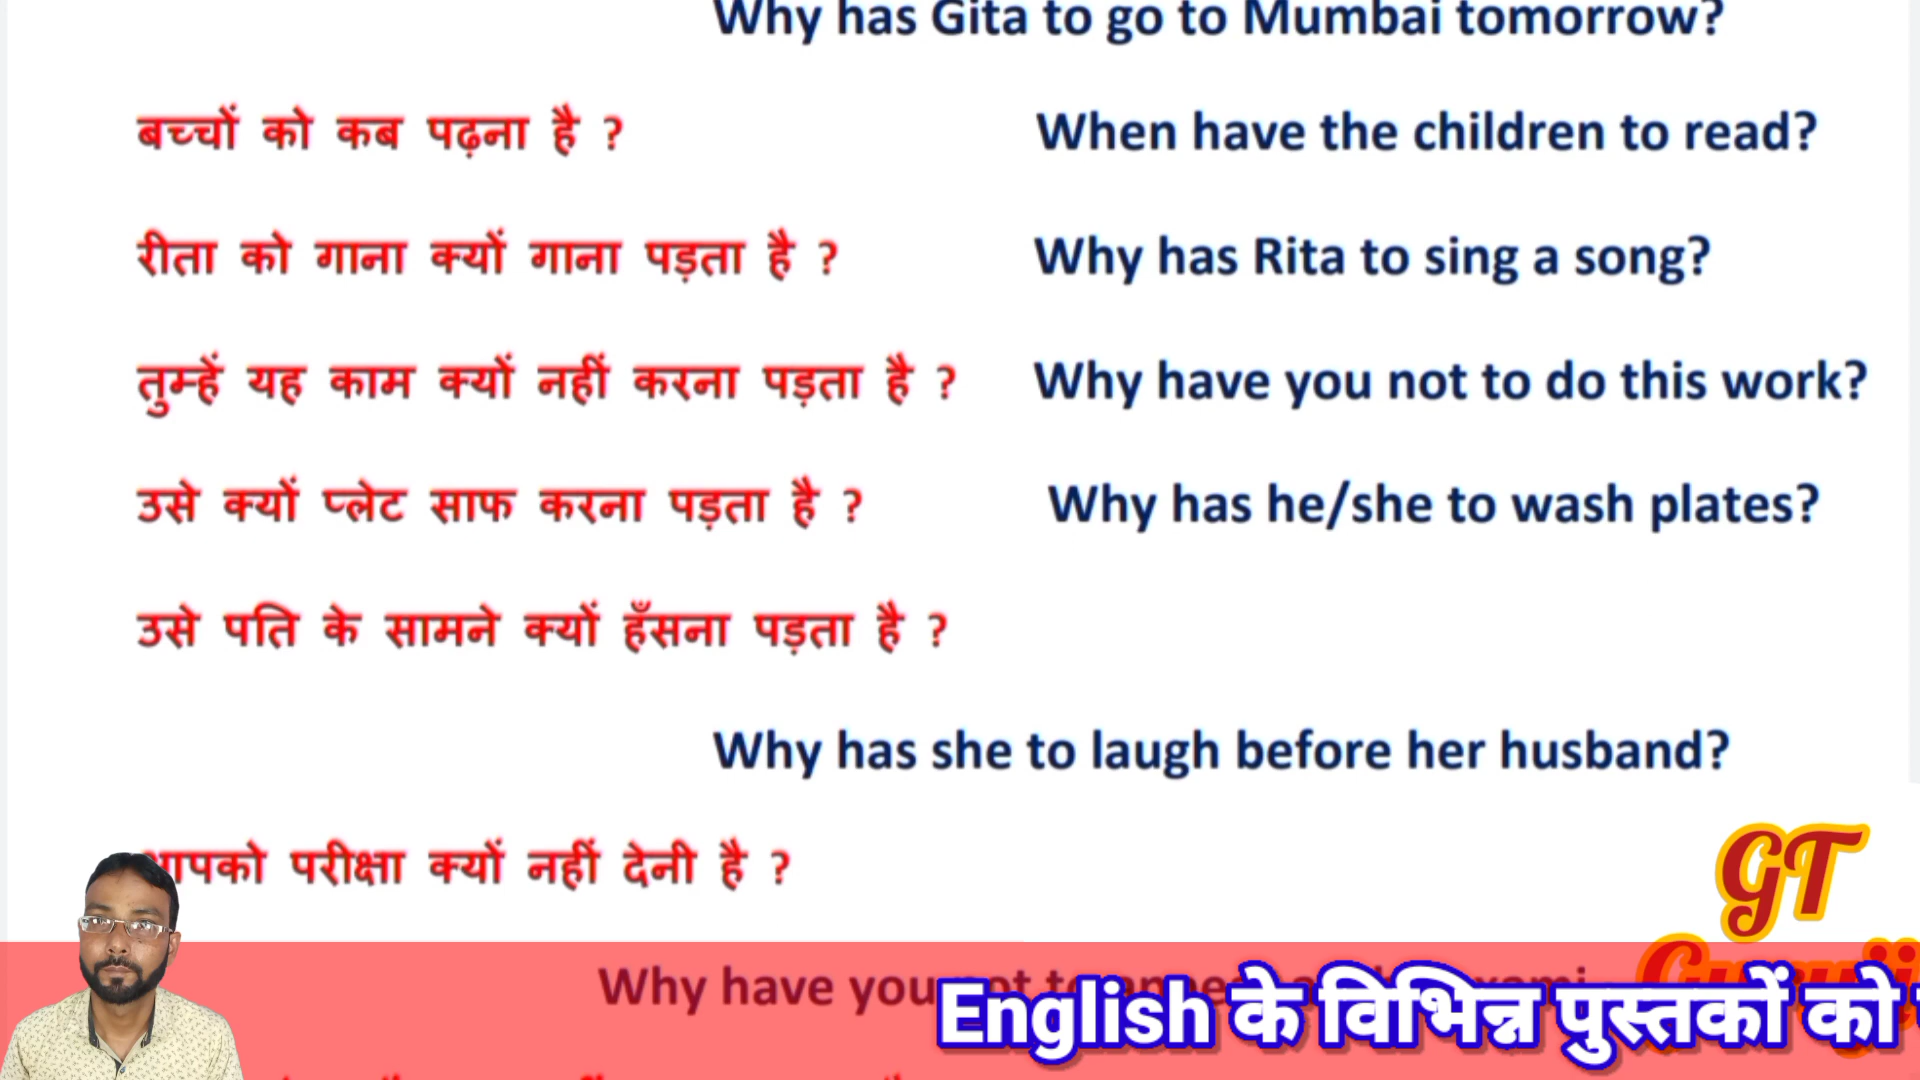 Why has Gita to go to Mumbai tomorrow?
बच्चों को कब पढ़ना है ? When have the children to read?
रीता को गाना क्यों गाना पड़ता है ? Why has Rita to sing a song?
तुम्हें यह काम क्यों नहीं करना पड़ता है ? Why have you not to do this work?
उसे क्यों प्लेट साफ करना पड़ता है ? Why has he/she to wash plates?
उसे पति के सामने क्यों हँसना पड़ता है ?
Why has she to laugh before her husband?
आपको परीक्षा क्यों नहीं देनी है ?
GT
Why have you not to
English के विभिन्न पुस्तकों को